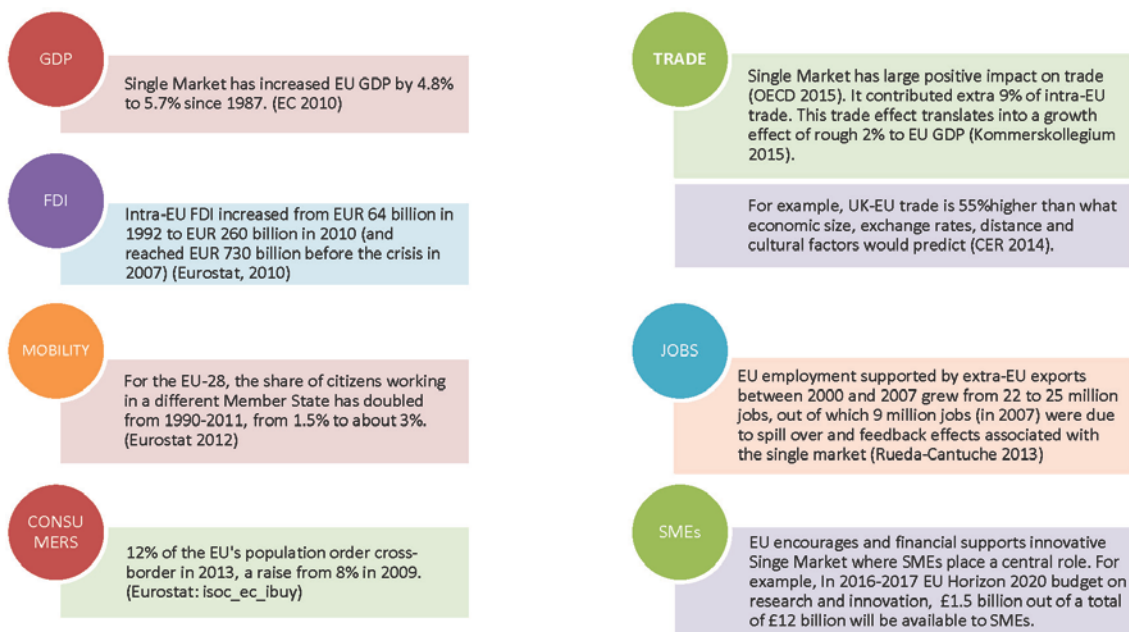 GDP
Single Market has increased EU GDP by 4.8%
to 5.7% since 1987. (EC 2010)
FDI
Intra-EU FDI increased from EUR 64 billion in
1992 to EUR 260 billion in 2010 (and
reached EUR 730 billion before the crisis in
2007) (Eurostat, 2010)
MOBILITY
For the EU-28, the share of citizens working
in a different Member State has doubled
from 1990-2011, from 1.5% to about 3%.
(Eurostat 2012)
CONSU
MERS
12% of the EU's population order cross-
border in 2013, a raise from 8% in 2009.
(Eurostat: isoc_ec_ibuy)
TRADE
Single Market has large positive impact on trade
(OECD 2015). It contributed extra 9% of intra-EU
trade. This trade effect translates into a growth
effect of rough 2% to EU GDP (Kommerskollegium
2015).
For example, UK-EU trade is 55%higher than what
economic size, exchange rates, distance and
cultural factors would predict (CER 2014).
JOBS
EU employment supported by extra-EU exports
between 2000 and 2007 grew from 22 to 25 million
jobs, out of which 9 million jobs (in 2007) were due
to spill over and feedback effects associated with
the single market (Rueda-Cantuche 2013)
SMEs
EU encourages and financial supports innovative
Singe Market where SMEs place a central role. For
example, In 2016-2017 EU Horizon 2020 budget on
research and innovation, £1.5 billion out of a total
of £12 billion will be available to SMEs.